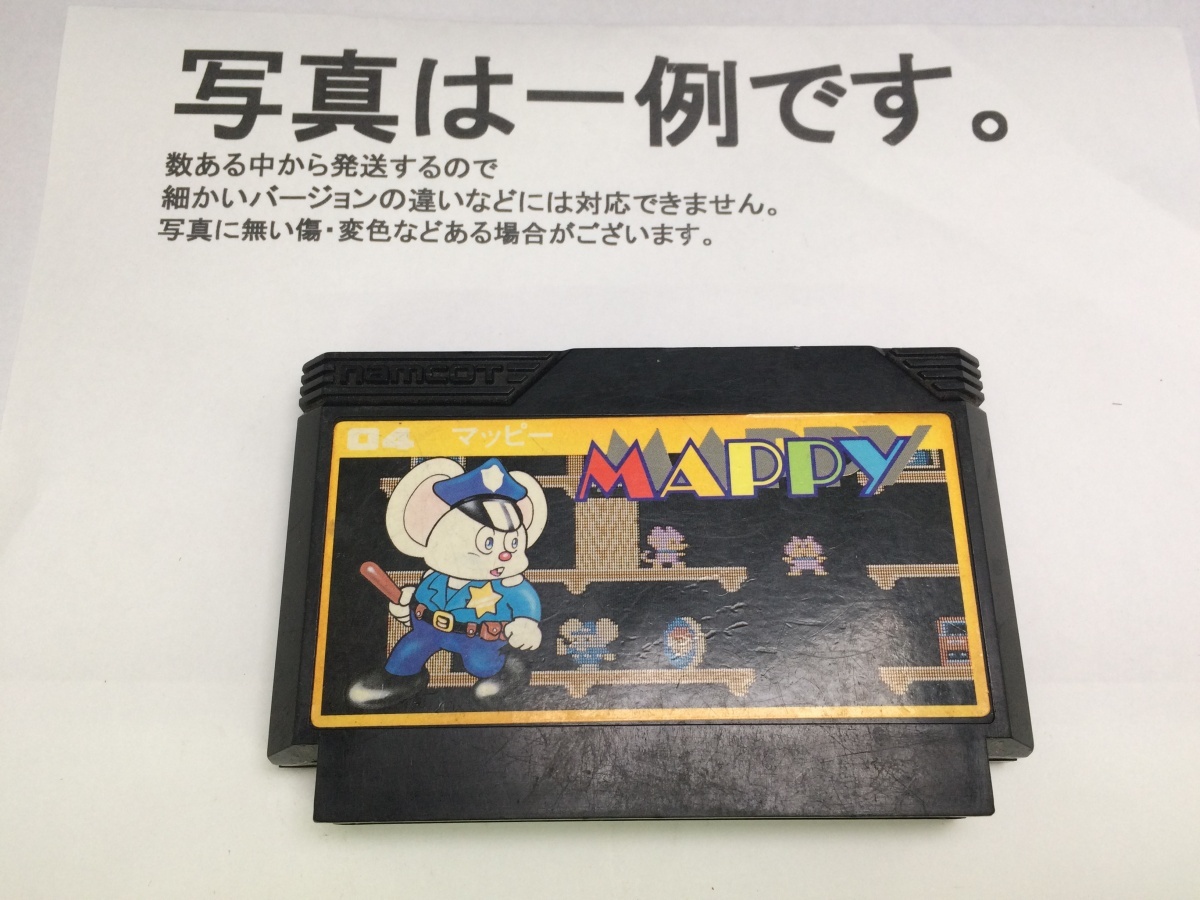 写真は一例です。
数ある中から発送するので
細かいバージョンの違いなどには対応できません。
写真に無い傷・変色などある場合がございます。
namcoT
04 マッピー
MAPPY